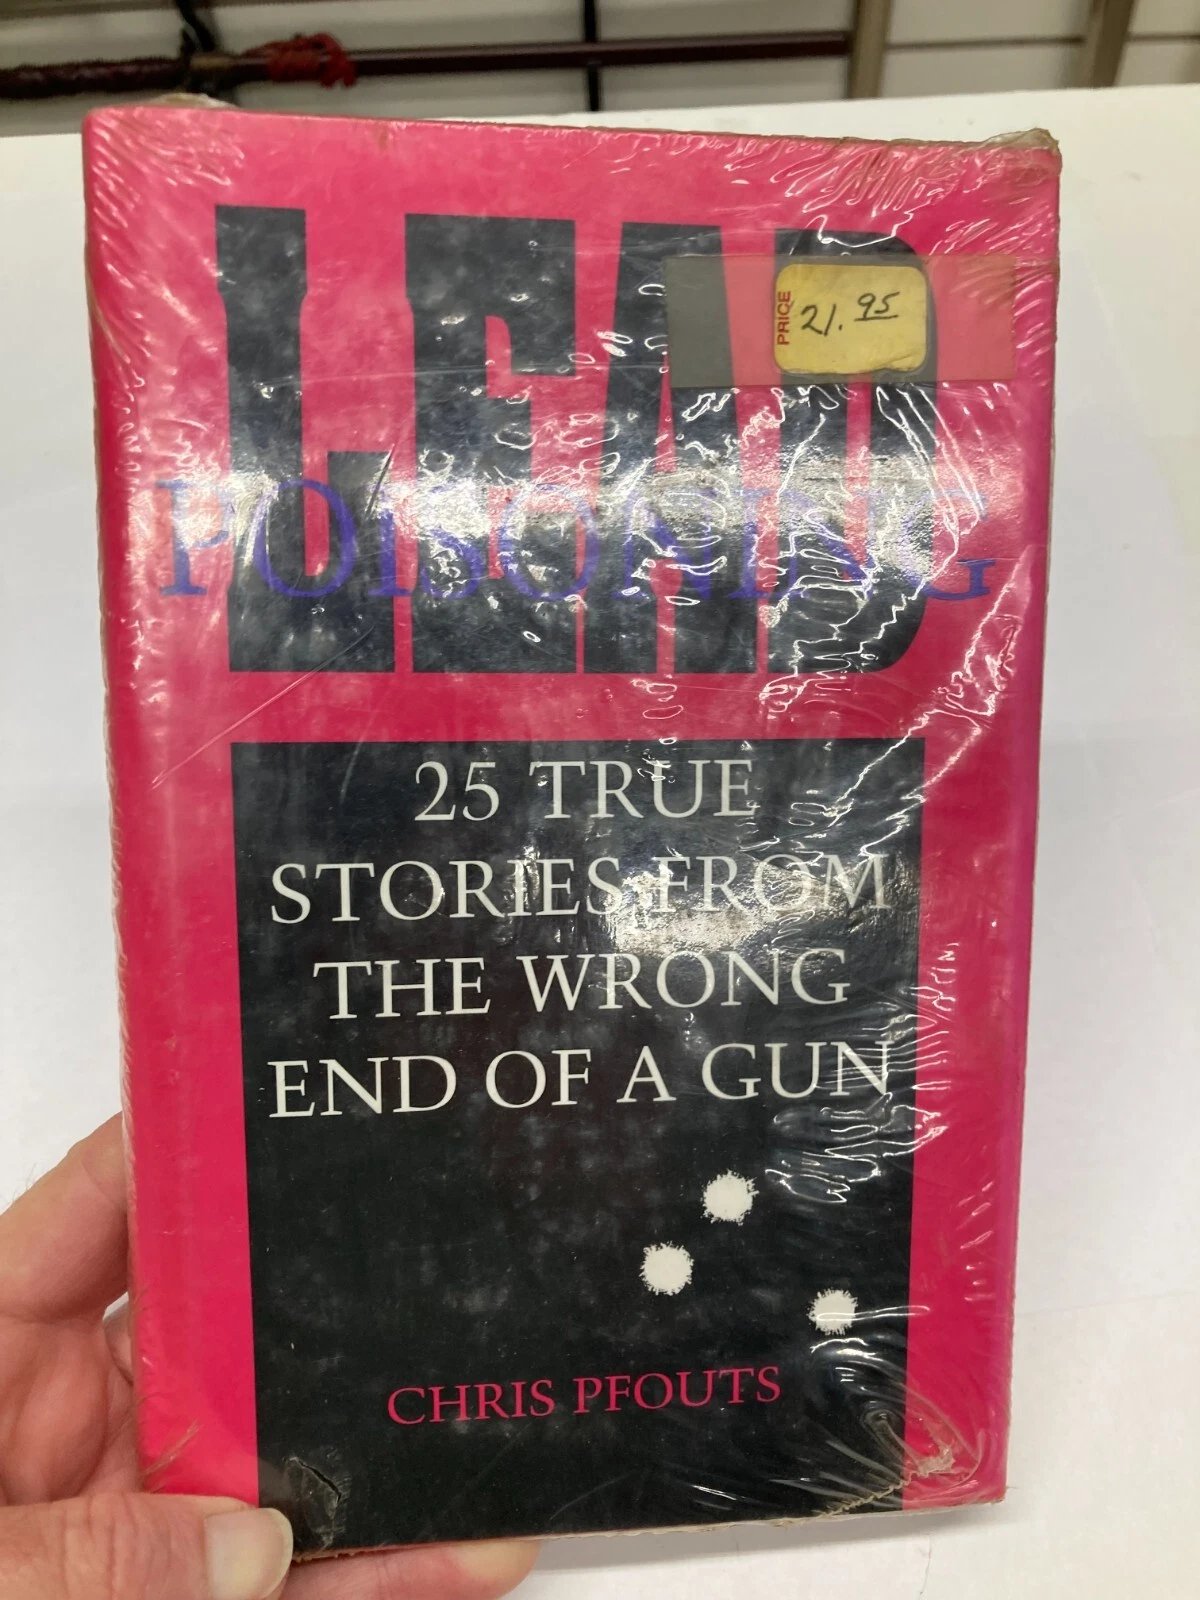 LEAD
PRICE
21.95
POISONING
25 TRUE
STORIES FROM
THE WRONG
END OF A GUN
CHRIS PFOUTS